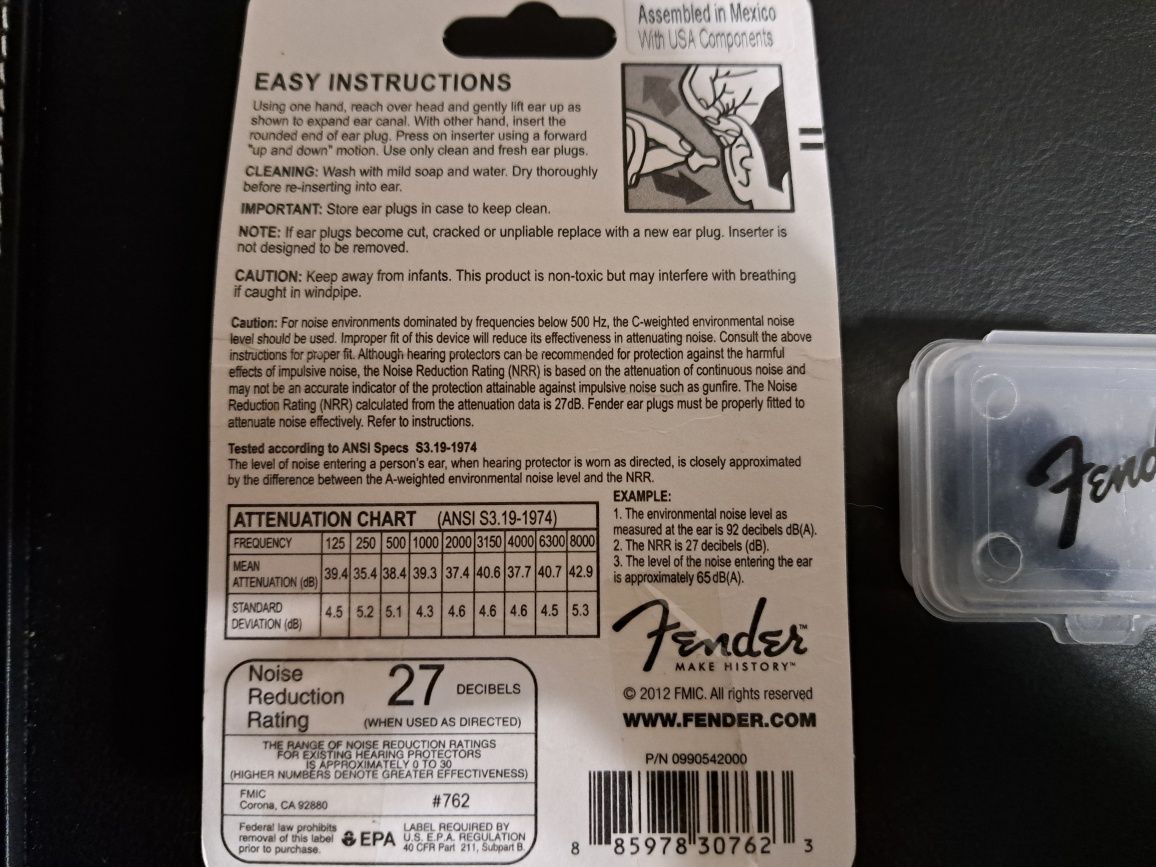 Assembled in Mexico
With USA Components
EASY INSTRUCTIONS
Using one hand, reach over head and gently lift ear up as
shown to expand ear canal. With other hand, insert the
rounded end of ear plug. Press on inserter using a forward
"up and down" motion. Use only clean and fresh ear plugs.
CLEANING: Wash with mild soap and water. Dry thoroughly
before re-inserting into ear.
IMPORTANT: Store ear plugs in case to keep clean.
NOTE: If ear plugs become cut, cracked or unpliable replace with a new ear plug. Inserter is
not designed to be removed.
CAUTION: Keep away from infants. This product is non-toxic but may interfere with breathing
if caught in windpipe.
Caution: For noise environments dominated by frequencies below 500 Hz, the C-weighted environmental noise
level should be used. Improper fit of this device will reduce its effectiveness in attenuating noise. Consult the above
instructions for proper fit. Although hearing protectors can be recommended for protection against the harmful
effects of impulsive noise, the Noise Reduction Rating (NRR) is based on the attenuation of continuous noise and
may not be an accurate indicator of the protection attainable against impulsive noise such as gunfire. The Noise
Reduction Rating (NRR) calculated from the attenuation data is 27dB. Fender ear plugs must be properly fitted to
attenuate noise effectively. Refer to instructions.
Tested according to ANSI Specs S3.19-1974
The level of noise entering a person's ear, when hearing protector is worn as directed, is closely approximated
by the difference between the A-weighted environmental noise level and the NRR.
ATTENUATION CHART (ANSI S3.19-1974)
FREQUENCY 125 250 500 1000 2000 3150 4000 6300 8000
MEAN
ATTENUATION (dB) 39.4 35.4 38.4 39.3 37.4 40.6 37.7 40.7 42.9
STANDARD
DEVIATION (dB) 4.5 5.2 5.1 4.3 4.6 4.6 4.6 4.5 5.3
EXAMPLE:
1. The environmental noise level as
measured at the ear is 92 decibels dB(A).
2. The NRR is 27 decibels (dB).
3. The level of the noise entering the ear
is approximately 65 dB(A).
Fender™
MAKE HISTORY™
© 2012 FMIC. All rights reserved
WWW.FENDER.COM
P/N 0990542000
8 85978 30762 3
Noise
Reduction
Rating
27 DECIBELS
(WHEN USED AS DIRECTED)
THE RANGE OF NOISE REDUCTION RATINGS
FOR EXISTING HEARING PROTECTORS
IS APPROXIMATELY 0 TO 30
(HIGHER NUMBERS DENOTE GREATER EFFECTIVENESS)
FMIC
Corona, CA 92880
#762
Federal law prohibits
removal of this label
prior to purchase.
EPA
LABEL REQUIRED BY
U.S. E.P.A. REGULATION
40 CFR Part 211, Subpart B.
Fend